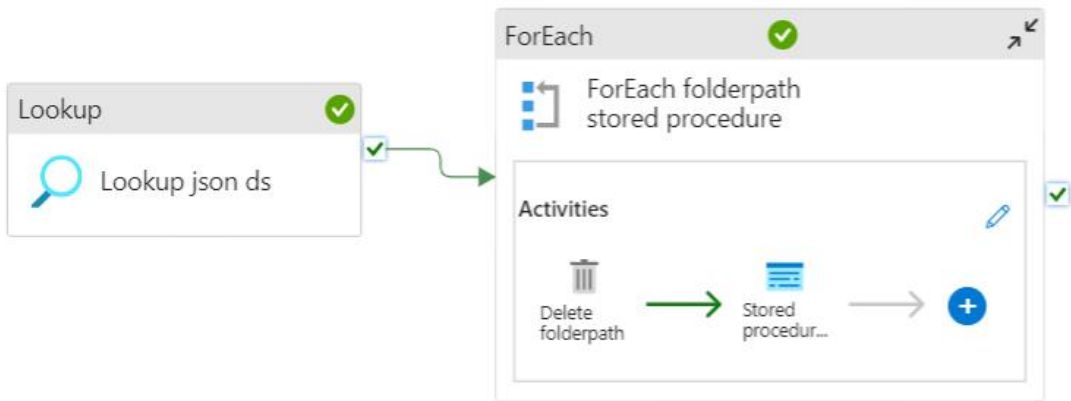 Lookup
Lookup json ds
ForEach
ForEach folderpath
stored procedure
Activities
Delete
folderpath
Stored
procedur...